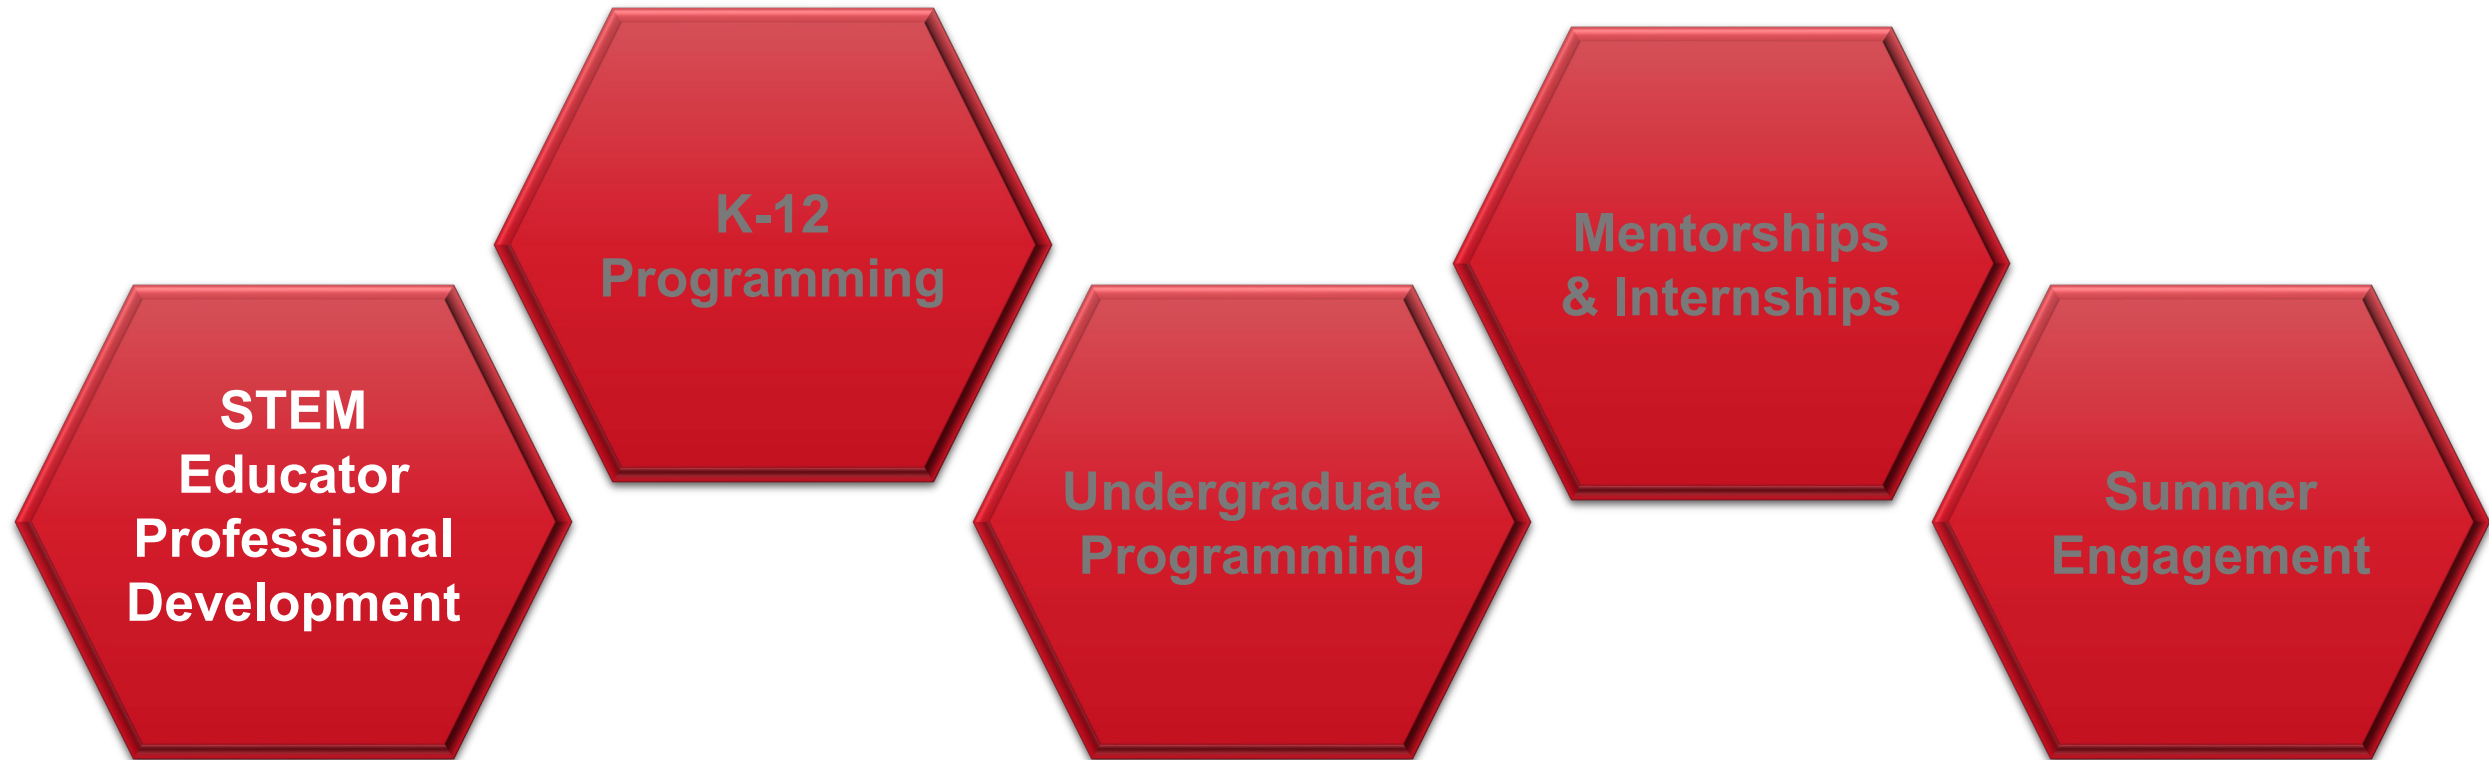 STEM
Educator
Professional
Development
K-12
Programming
Undergraduate
Programming
Mentorships
& Internships
Summer
Engagement